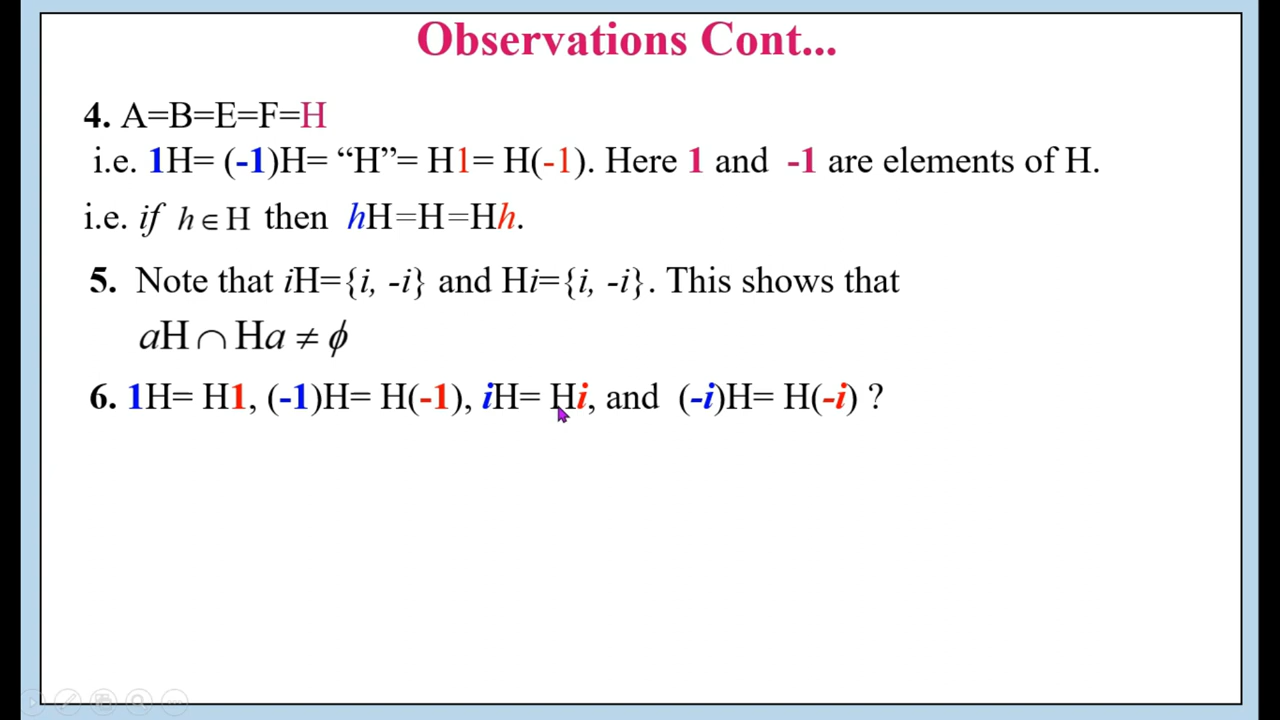 Observations Cont...
4. A=B=E=F=H
i.e. 1H= (-1)H= “H”= H1= H(-1). Here 1 and -1 are elements of H.
i.e. if h ∈ H then hH=H=Hh.
5. Note that iH={i, -i} and Hi={i, -i}. This shows that
aH ∩ Ha ≠ ϕ
6. 1H= H1, (-1)H= H(-1), iH= Hi, and (-i)H= H(-i) ?